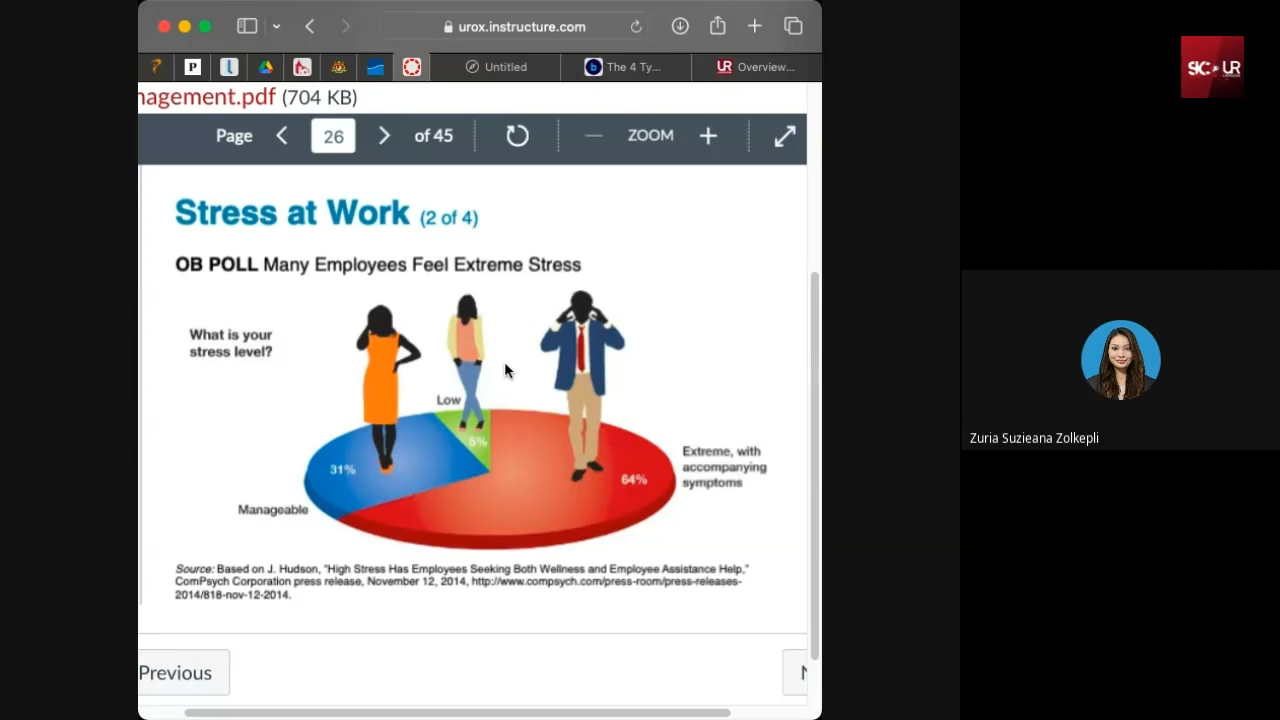 urox.instructure.com
P
Untitled
b
The 4 Ty...
UR
Overview...
nagement.pdf (704 KB)
Page
26
of 45
ZOOM
SIC
UR
Stress at Work (2 of 4)
OB POLL Many Employees Feel Extreme Stress
What is your
stress level?
Low
5%
31%
64%
Extreme, with
accompanying
symptoms
Manageable
Source: Based on J. Hudson, "High Stress Has Employees Seeking Both Wellness and Employee Assistance Help,"
ComPsych Corporation press release, November 12, 2014, http://www.compsych.com/press-room/press-releases-
2014/818-nov-12-2014.
Previous
N
Zuria Suzieana Zolkepli